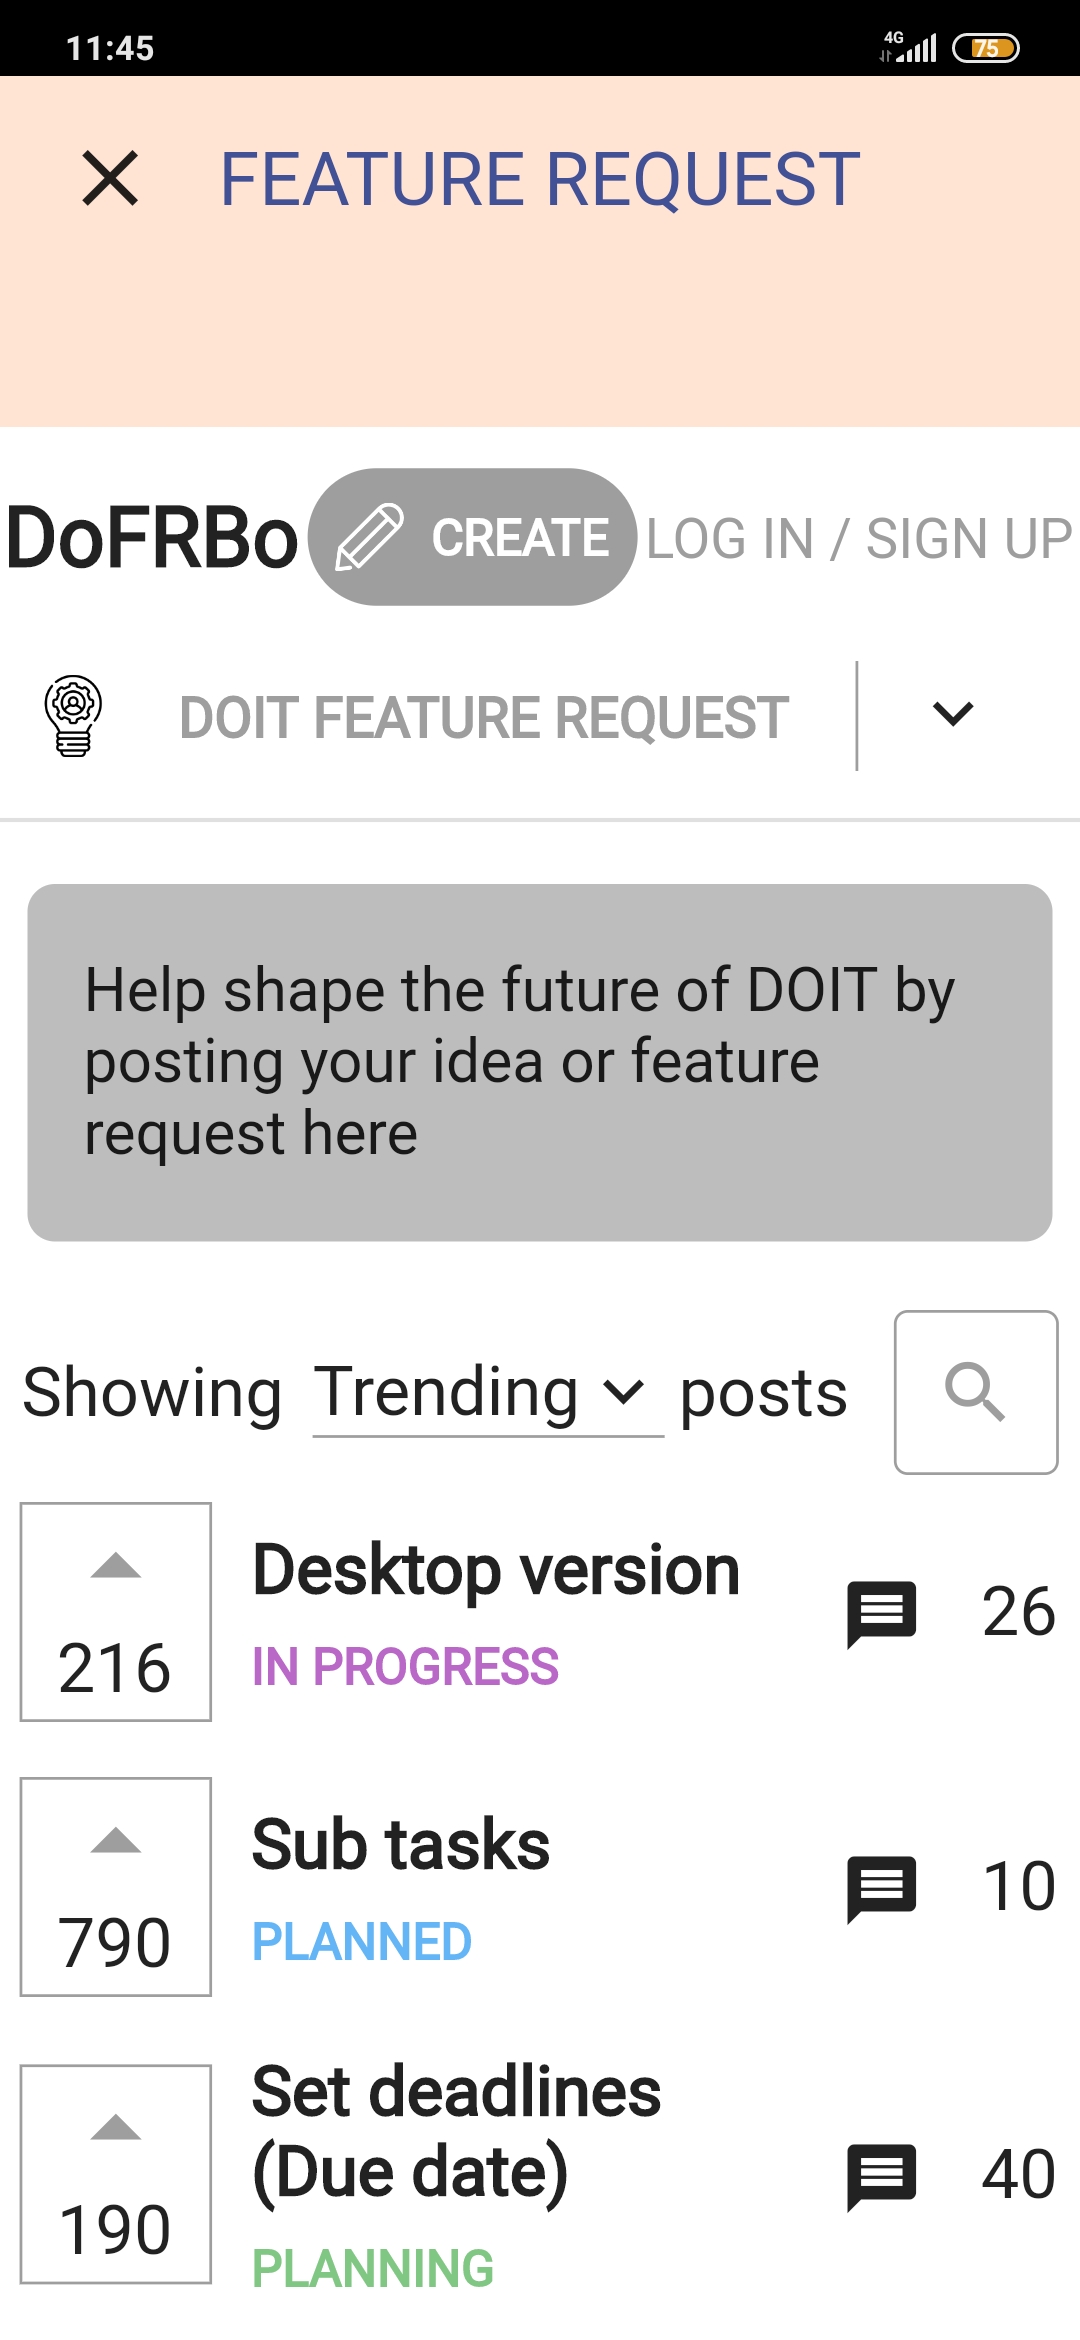 11:45
4G
75
FEATURE REQUEST
DoFRBo
CREATE
LOG IN / SIGN UP
DOIT FEATURE REQUEST
Help shape the future of DOIT by
posting your idea or feature
request here
Showing Trending posts
216
Desktop version
IN PROGRESS
26
790
Sub tasks
PLANNED
10
190
Set deadlines
(Due date)
PLANNING
40